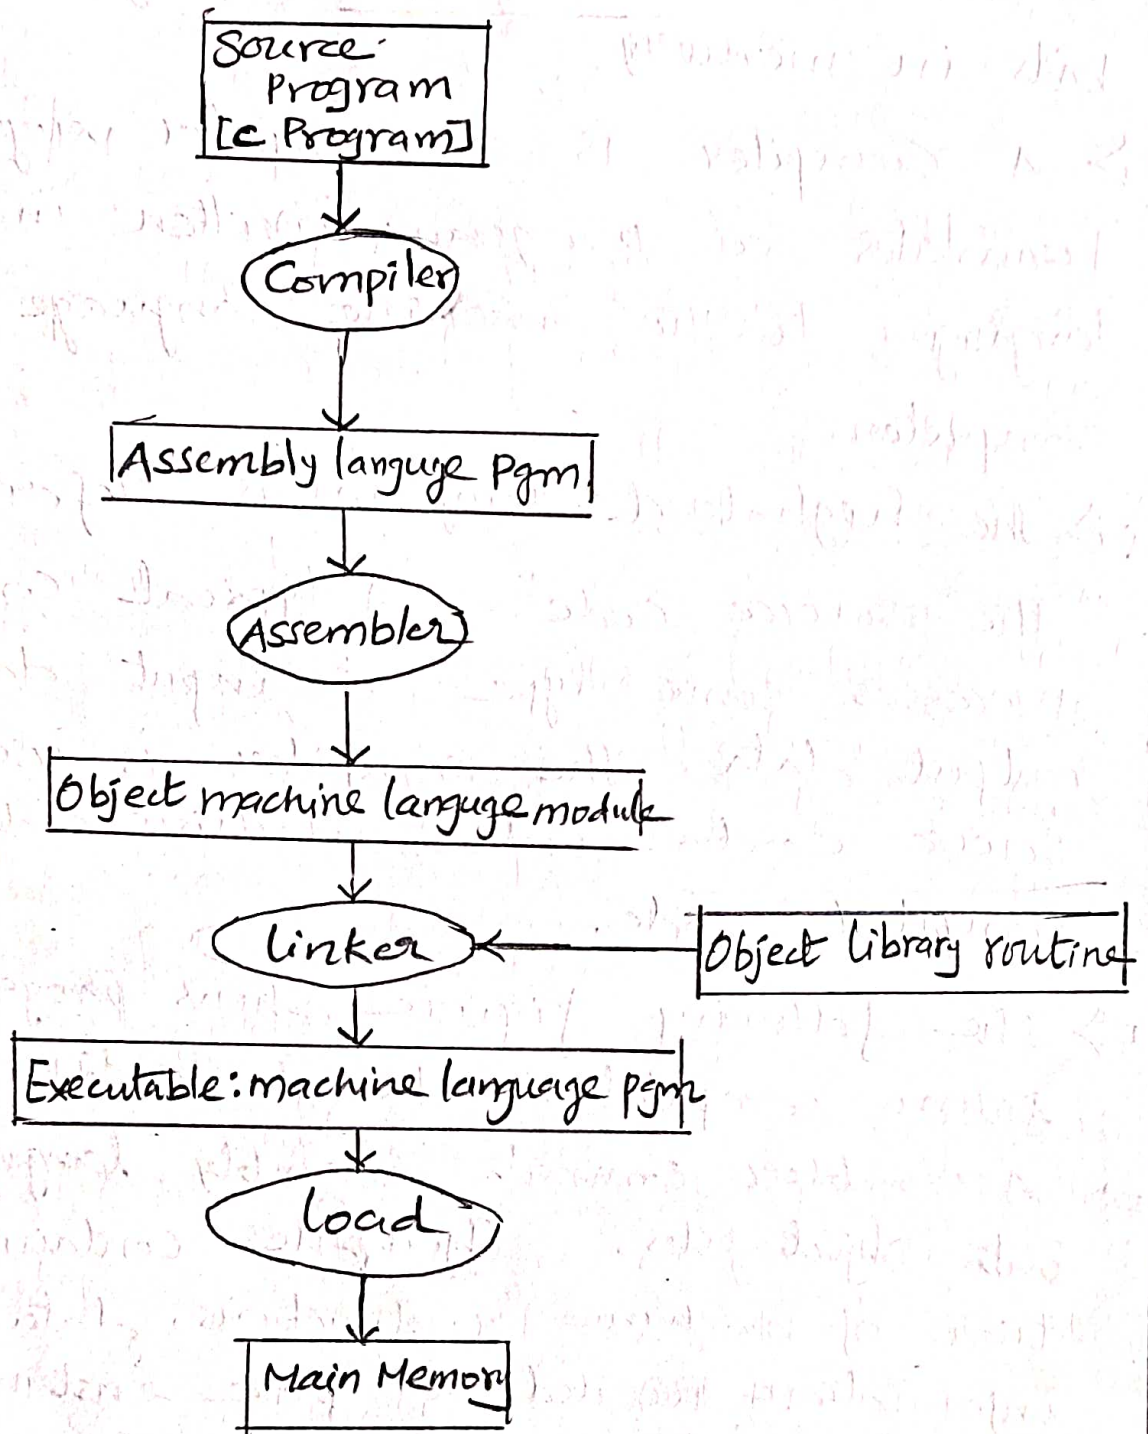 Source
Program
[C Program]
Compiler
Assembly languge Pgm
Assembler
Object machine languge module
linker
Object library routine
Executable: machine language pgm
load
Main Memory